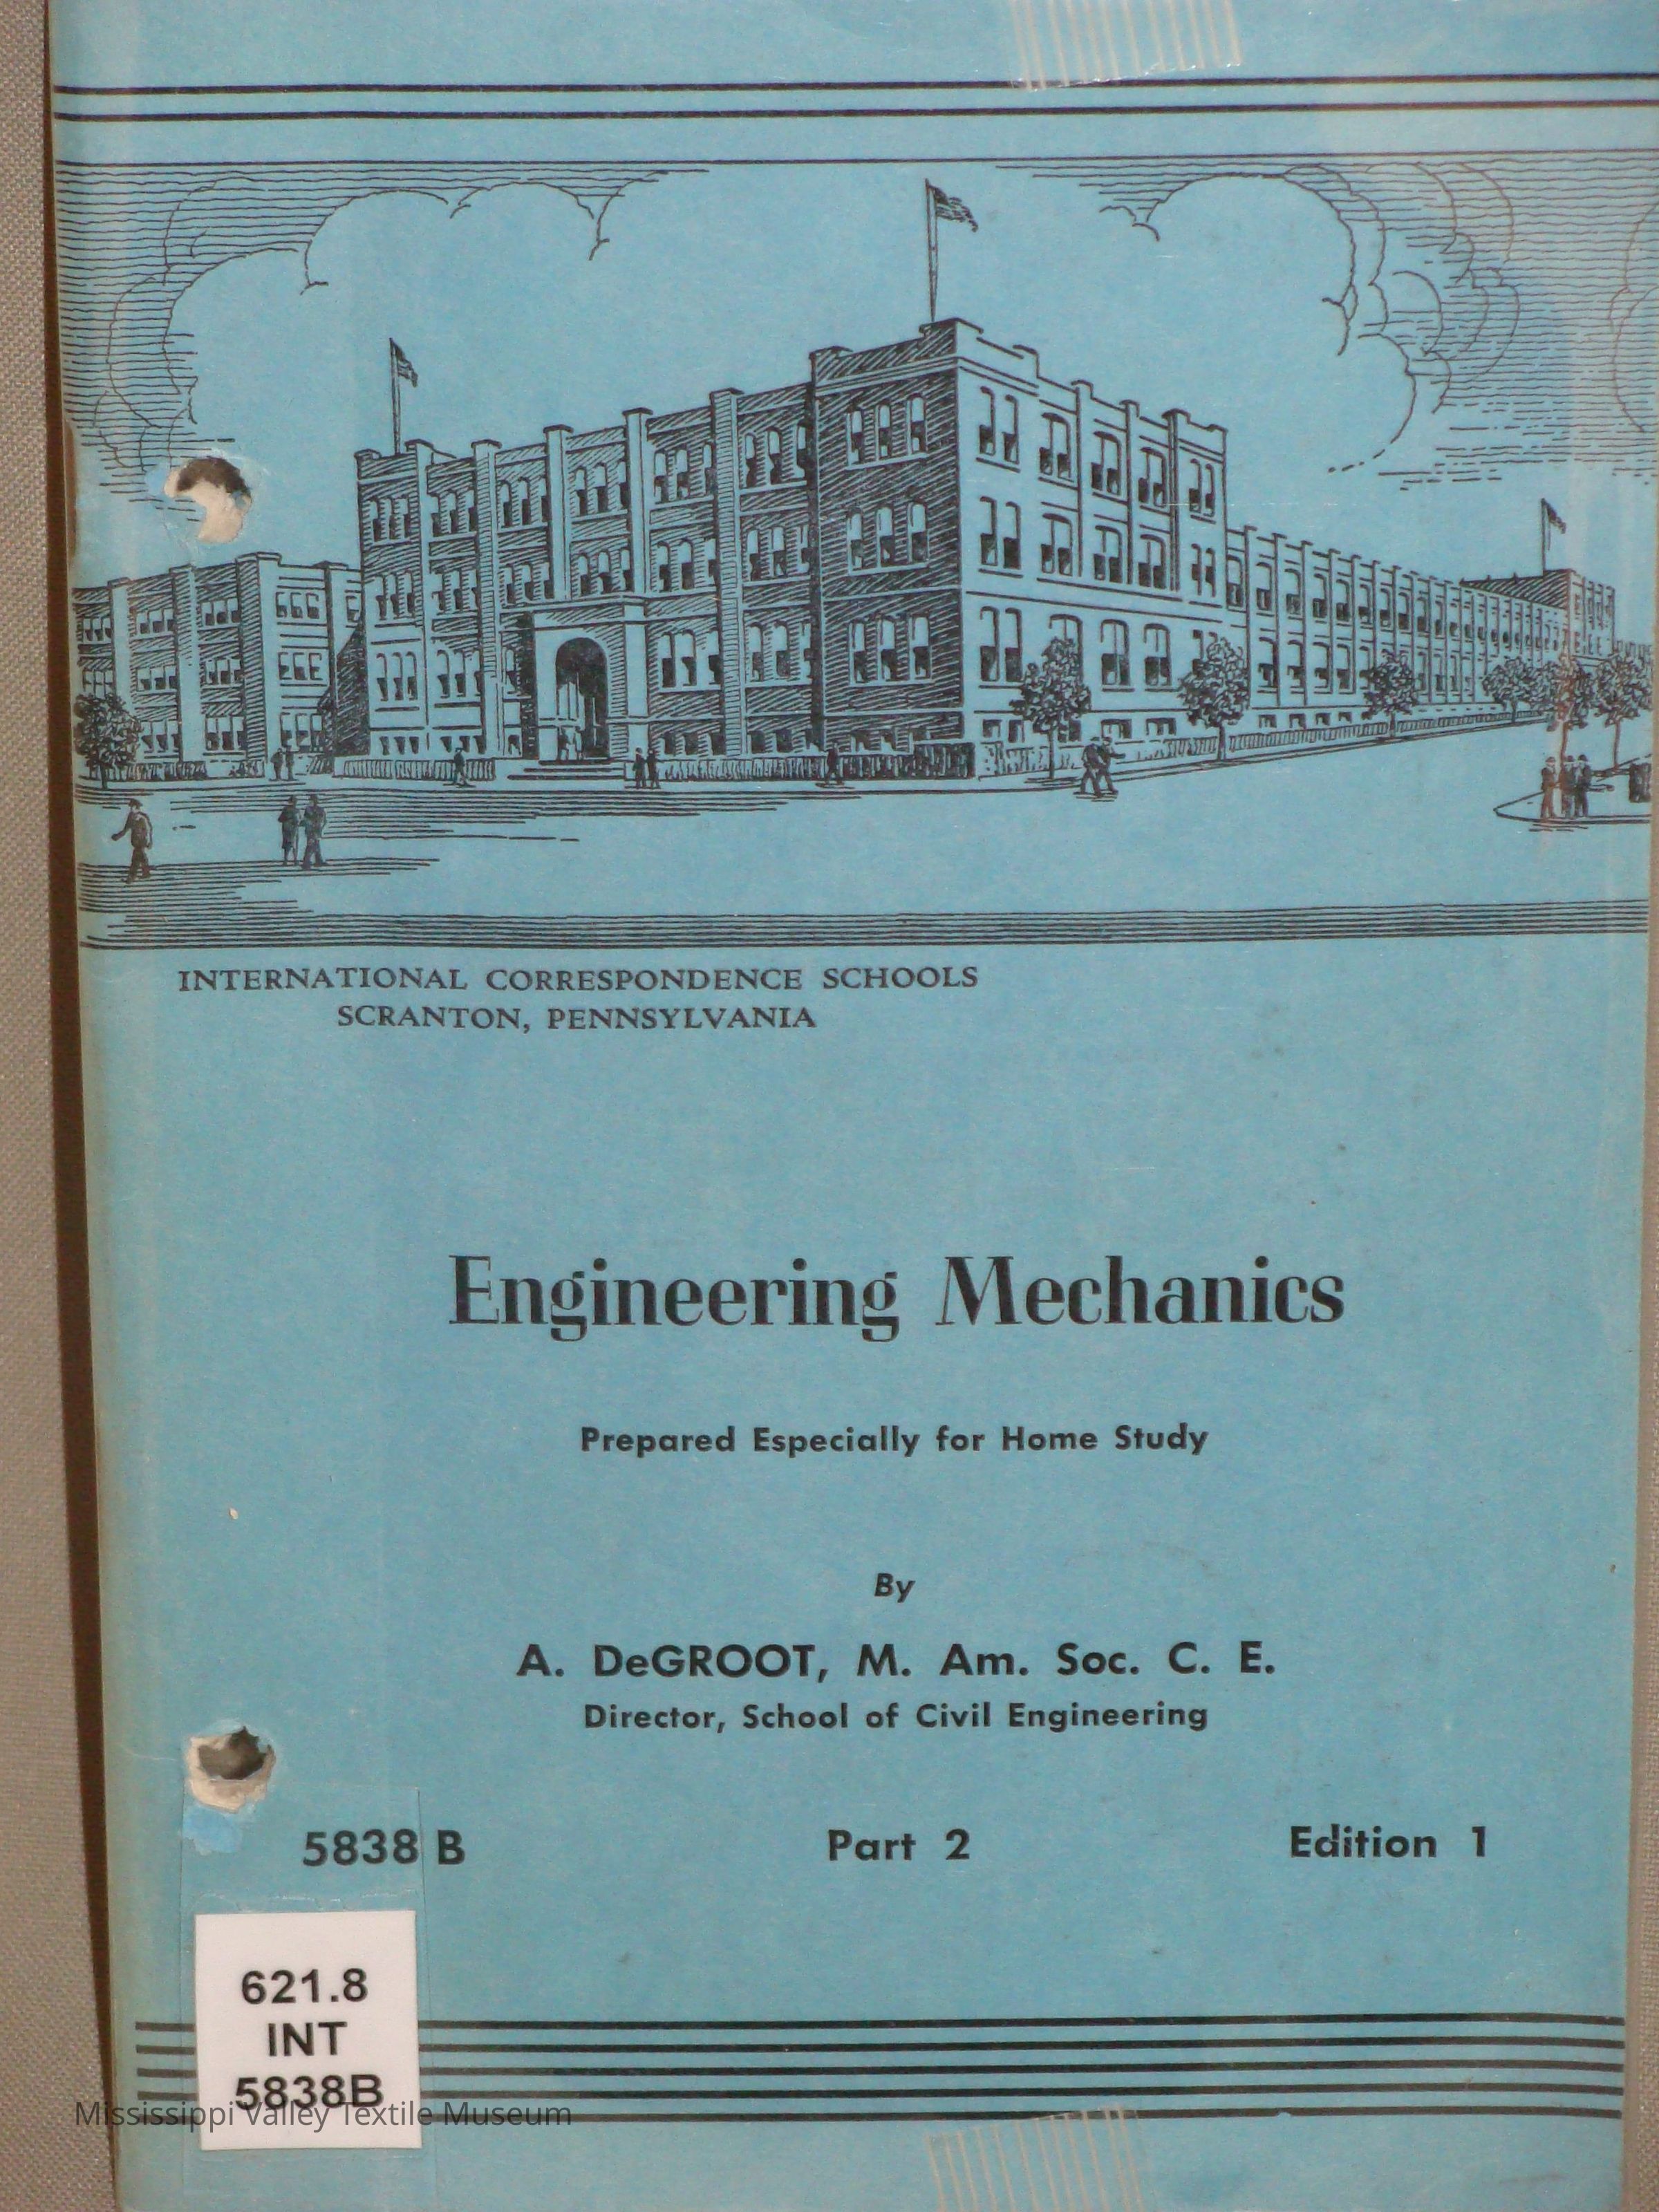 INTERNATIONAL CORRESPONDENCE SCHOOLS
SCRANTON, PENNSYLVANIA
Engineering Mechanics
Prepared Especially for Home Study
By
A. DeGROOT, M. Am. Soc. C. E.
Director, School of Civil Engineering
5838 B Part 2 Edition 1
621.8
INT
5838B
Mississippi Valley Textile Museum